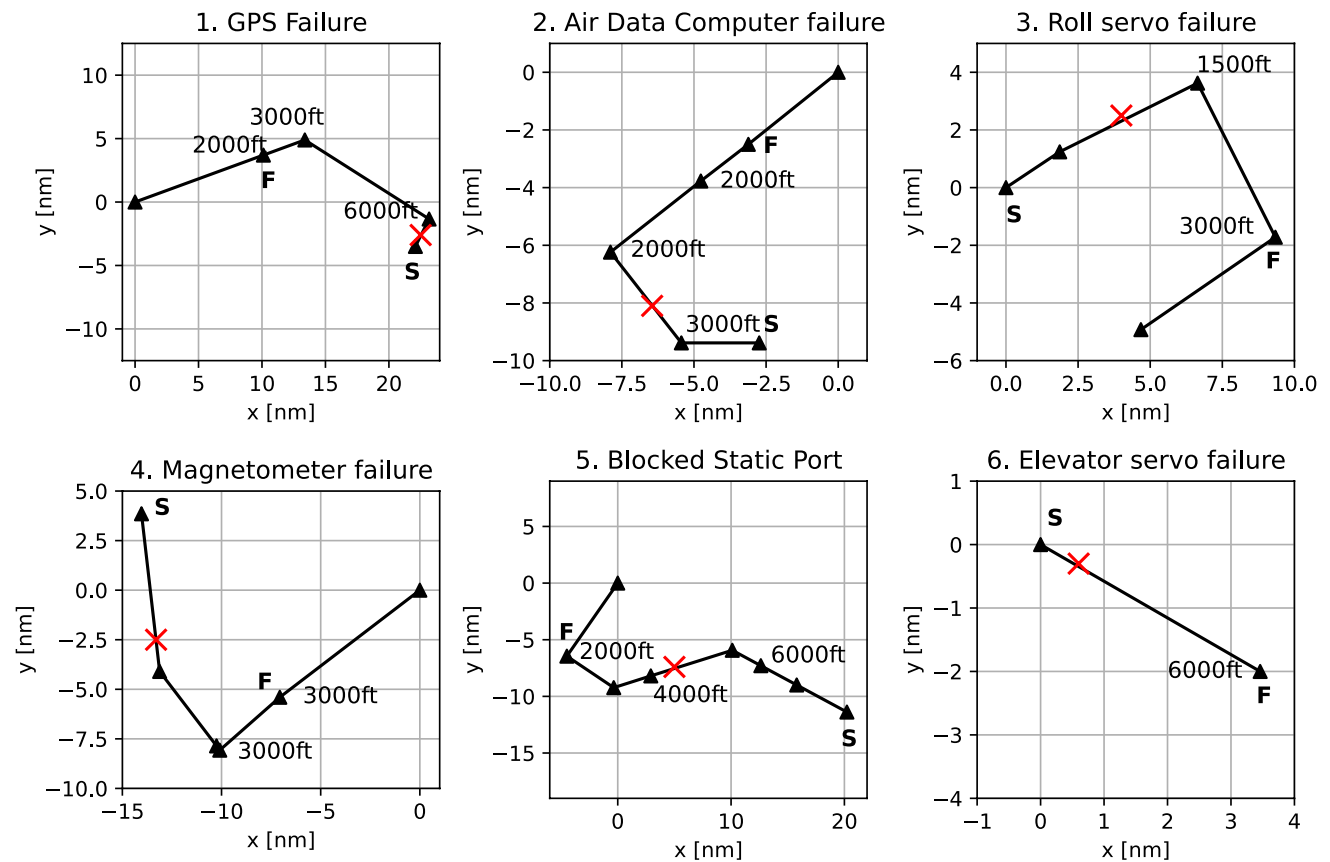 1. GPS Failure
10
5
0
−5
−10
y [nm]
3000ft
2000ft
F
6000ft
S
0
5
10
15
20
x [nm]
2. Air Data Computer failure
0
−2
−4
−6
−8
−10
y [nm]
F
2000ft
2000ft
3000ft
S
−10.0
−7.5
−5.0
−2.5
0.0
x [nm]
3. Roll servo failure
4
2
0
−2
−4
−6
y [nm]
1500ft
S
3000ft
F
0.0
2.5
5.0
7.5
10.0
x [nm]
4. Magnetometer failure
5.0
2.5
0.0
−2.5
−5.0
−7.5
−10.0
y [nm]
S
F
3000ft
3000ft
−15
−10
−5
0
x [nm]
5. Blocked Static Port
5
0
−5
−10
−15
y [nm]
F
2000ft
6000ft
4000ft
S
0
10
20
x [nm]
6. Elevator servo failure
1
0
−1
−2
−3
−4
y [nm]
S
6000ft
F
−1
0
1
2
3
4
x [nm]